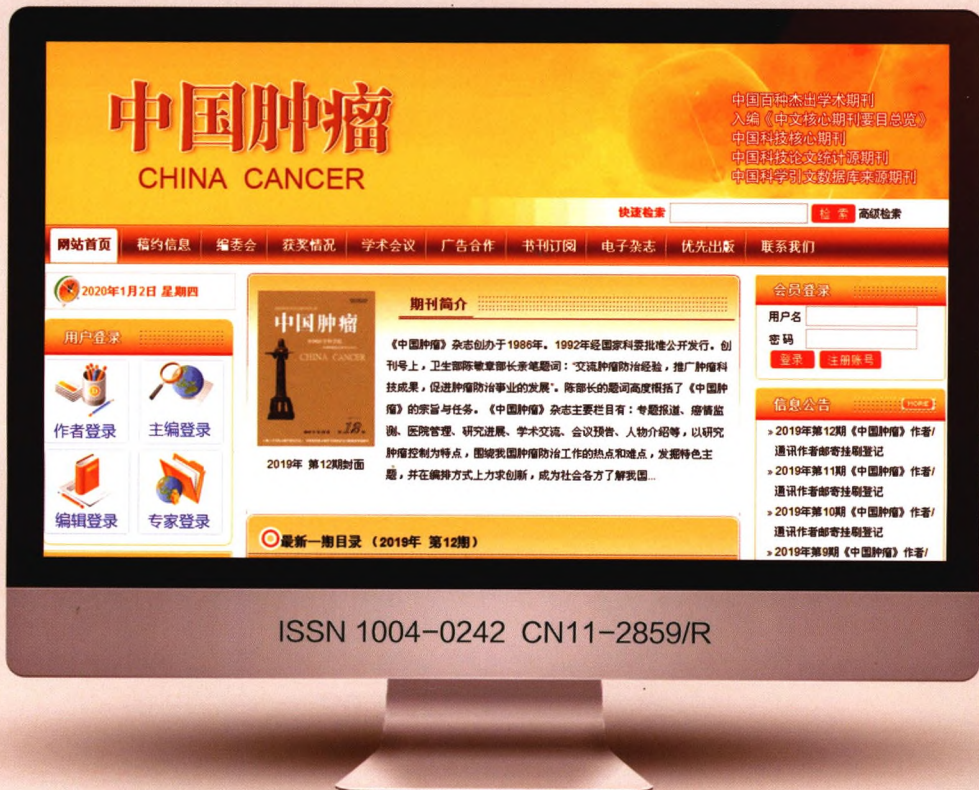 中国肿瘤
CHINA CANCER
中国百种杰出学术期刊
入编《中文核心期刊要目总览》
中国科技核心期刊
中国科技论文统计源期刊
中国科学引文数据库来源期刊
快速检索 检 索 高级检索
网站首页 稿约信息 编委会 获奖情况 学术会议 广告合作 书刊订阅 电子杂志 优先出版 联系我们
2020年1月2日 星期四
用户登录
作者登录 主编登录
编辑登录 专家登录
中国肿瘤
CHINA CANCER
2019年 第12期封面
期刊简介
《中国肿瘤》杂志创办于1986年。1992年经国家科委批准公开发行。创
刊号上，卫生部陈敏章部长亲笔题词：“交流肿瘤防治经验，推广肿瘤科
技成果，促进肿瘤防治事业的发展”。陈部长的题词高度概括了《中国肿
瘤》的宗旨与任务。《中国肿瘤》杂志主要栏目有：专题报道、癌情监
测、医院管理、研究进展、学术交流、会议预告、人物介绍等，以研究
肿瘤控制为特点，围绕我国肿瘤防治工作的热点和难点，发掘特色主
题，并在编排方式上力求创新，成为社会各方了解我国...
最新一期目录 （2019年 第12期）
会员登录
用户名
密码
登录 注册账号
信息公告 MORE
» 2019年第12期《中国肿瘤》作者/
通讯作者邮寄挂刷登记
» 2019年第11期《中国肿瘤》作者/
通讯作者邮寄挂刷登记
» 2019年第10期《中国肿瘤》作者/
通讯作者邮寄挂刷登记
» 2019年第9期《中国肿瘤》作者/
ISSN 1004-0242 CN11-2859/R